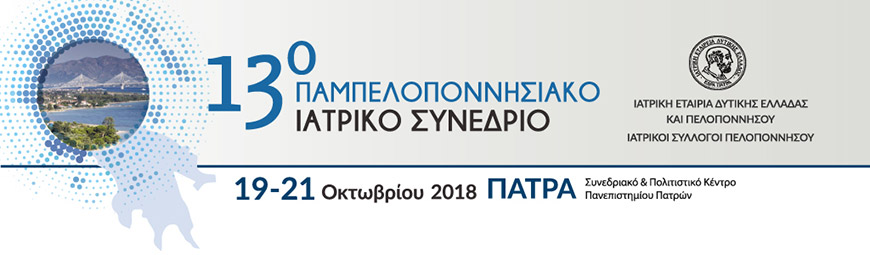 13ο
ΠΑΜΠΕΛΟΠΟΝΝΗΣΙΑΚΟ
ΙΑΤΡΙΚΟ ΣΥΝΕΔΡΙΟ
ΙΑΤΡΙΚΗ ΕΤΑΙΡΙΑ ΔΥΤΙΚΗΣ ΕΛΛΑΔΑΣ
ΚΑΙ ΠΕΛΟΠΟΝΝΗΣΟΥ
ΙΑΤΡΙΚΟΙ ΣΥΛΛΟΓΟΙ ΠΕΛΟΠΟΝΝΗΣΟΥ
19-21 Οκτωβρίου 2018 ΠΑΤΡΑ
Συνεδριακό & Πολιτιστικό Κέντρο
Πανεπιστημίου Πατρών